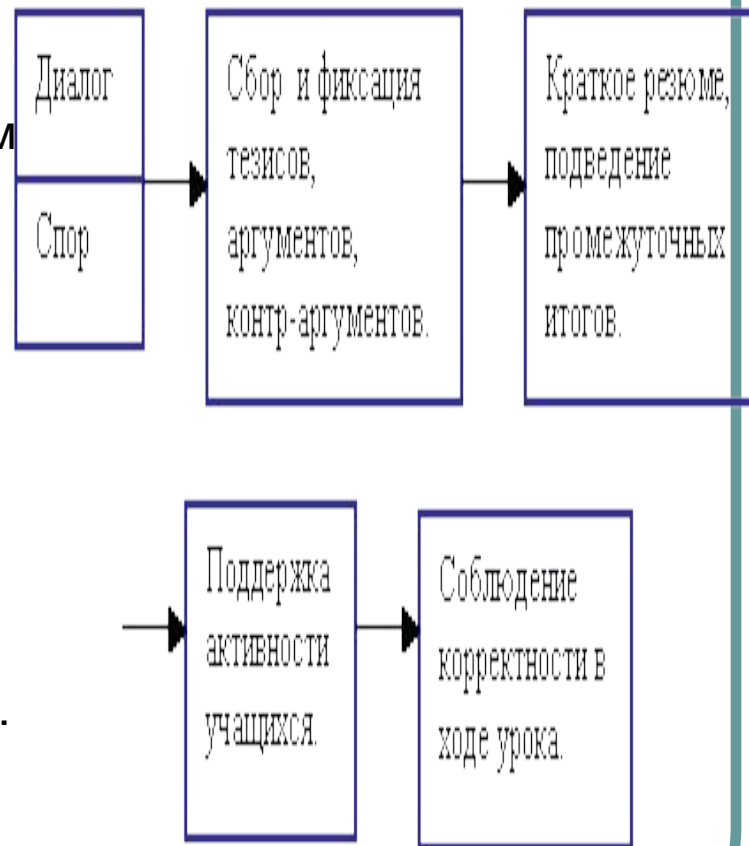 Диалог
Спор
Сбор и фиксация
тезисов,
аргументов,
контр-аргументов.
Краткое резюме,
подведение
промежуточных
итогов.
Поддержка
активности
учащихся.
Соблюдение
корректности в
ходе урока.